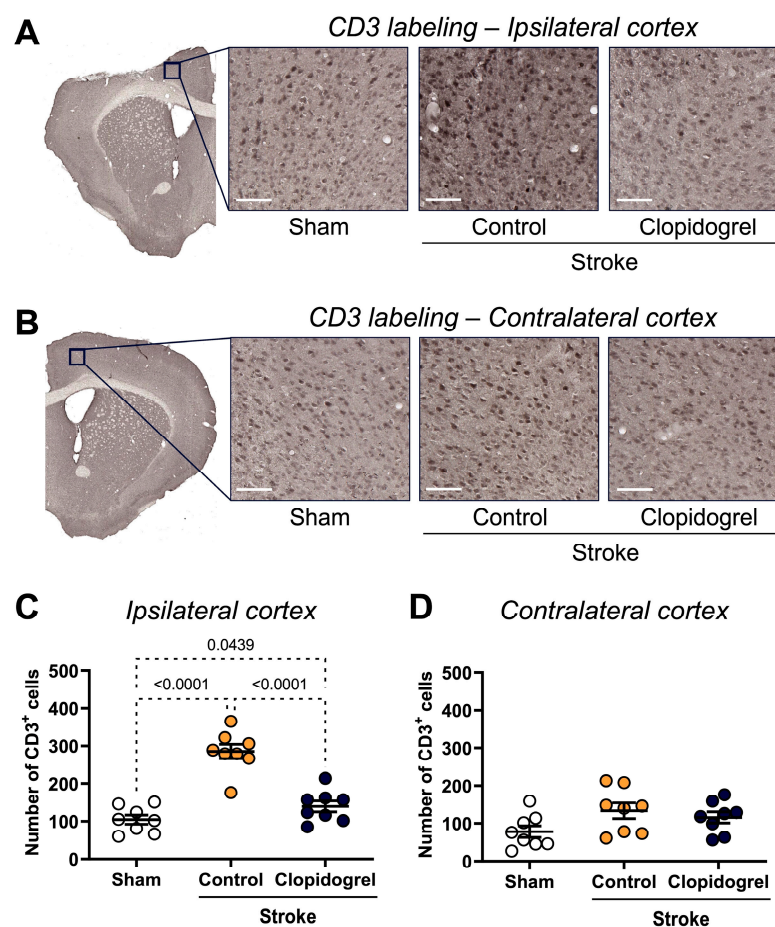 A
CD3 labeling – Ipsilateral cortex
Sham
Control
Clopidogrel
Stroke
B
CD3 labeling – Contralateral cortex
Sham
Control
Clopidogrel
Stroke
C
Ipsilateral cortex
0.0439
<0.0001
<0.0001
Number of CD3⁺ cells
500
400
300
200
100
0
Sham
Control
Clopidogrel
Stroke
D
Contralateral cortex
Number of CD3⁺ cells
500
400
300
200
100
0
Sham
Control
Clopidogrel
Stroke